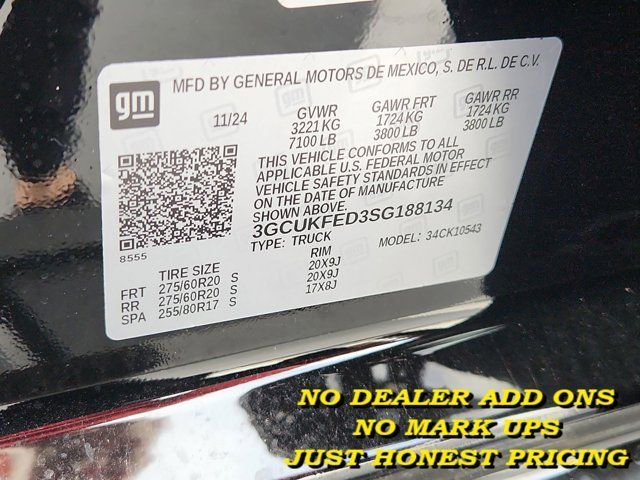 gm
MFD BY GENERAL MOTORS DE MEXICO, S. DE R.L. DE C.V.
11/24
GVWR GAWR FRT GAWR RR
3221 KG 1724 KG 1724 KG
7100 LB 3800 LB 3800 LB
THIS VEHICLE CONFORMS TO ALL
APPLICABLE U.S. FEDERAL MOTOR
VEHICLE SAFETY STANDARDS IN EFFECT
ON THE DATE OF MANUFACTURE
SHOWN ABOVE.
3GCUKFED3SG188134
TYPE: TRUCK MODEL: 34CK10543
8555
TIRE SIZE RIM
FRT 275/60R20 S 20X9J
RR 275/60R20 S 20X9J
SPA 255/80R17 S 17X8J
NO DEALER ADD ONS
NO MARK UPS
JUST HONEST PRICING